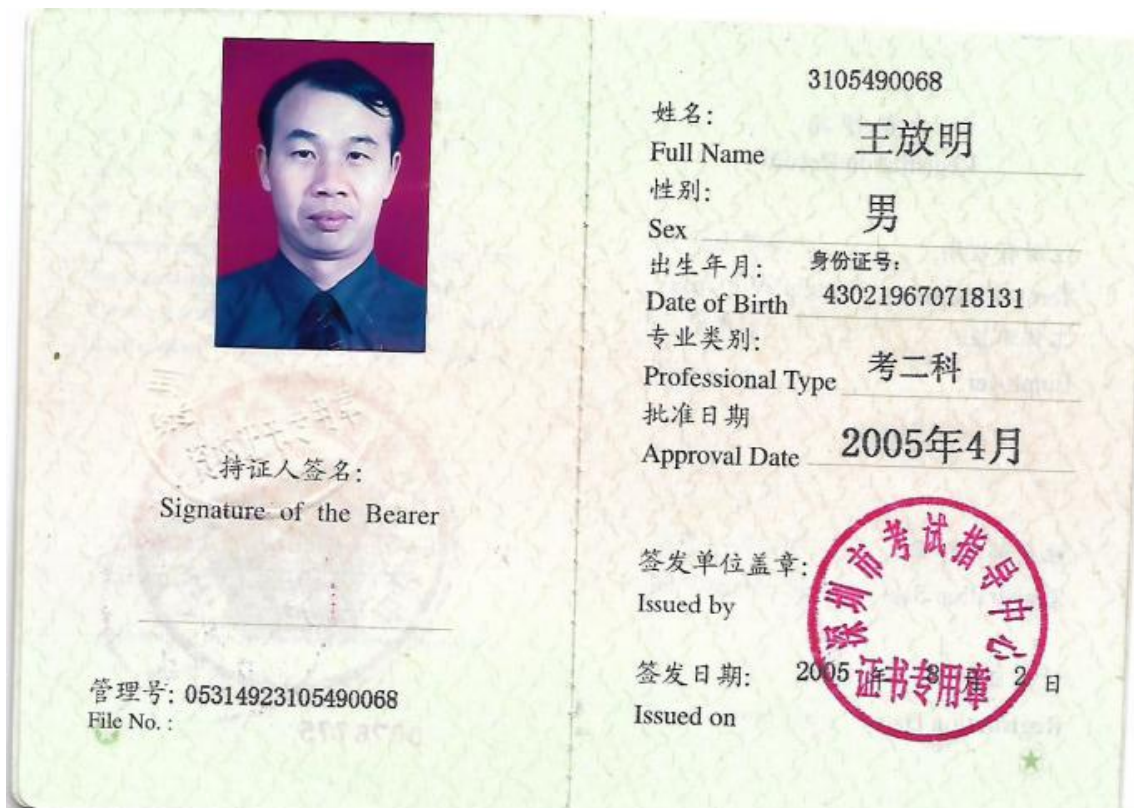 持证人签名:
Signature of the Bearer
管理号: 05314923105490068
File No. :
3105490068
姓名:
Full Name 王放明
性别:
Sex 男
出生年月: 身份证号:
Date of Birth 430219670718131
专业类别:
Professional Type 考二科
批准日期
Approval Date 2005年4月
签发单位盖章:
Issued by
深圳市考试指导中心
证书专用章
签发日期: 2005 年 8 月 2 日
Issued on